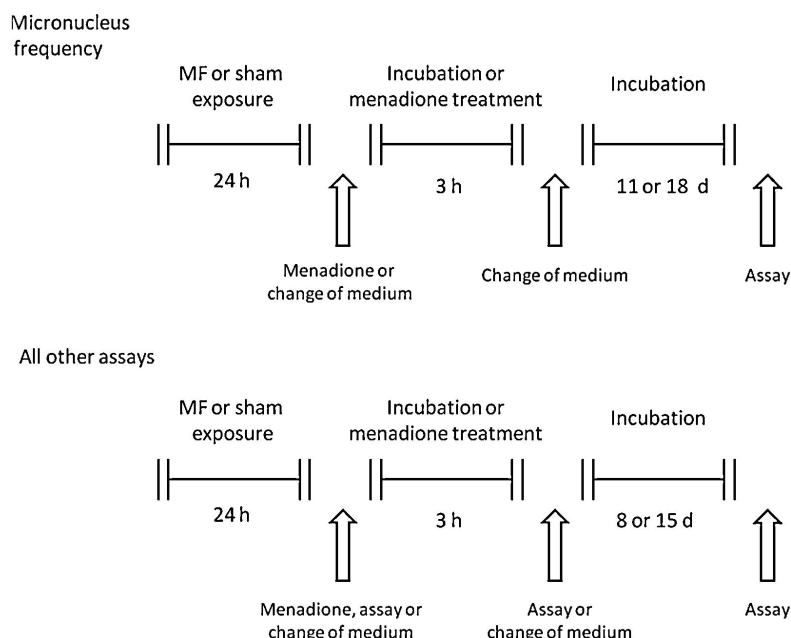 Micronucleus
frequency
MF or sham
exposure
Incubation or
menadione treatment
Incubation
24 h
3 h
11 or 18 d
Menadione or
change of medium
Change of medium
Assay
All other assays
MF or sham
exposure
Incubation or
menadione treatment
Incubation
24 h
3 h
8 or 15 d
Menadione, assay or
change of medium
Assay or
change of medium
Assay